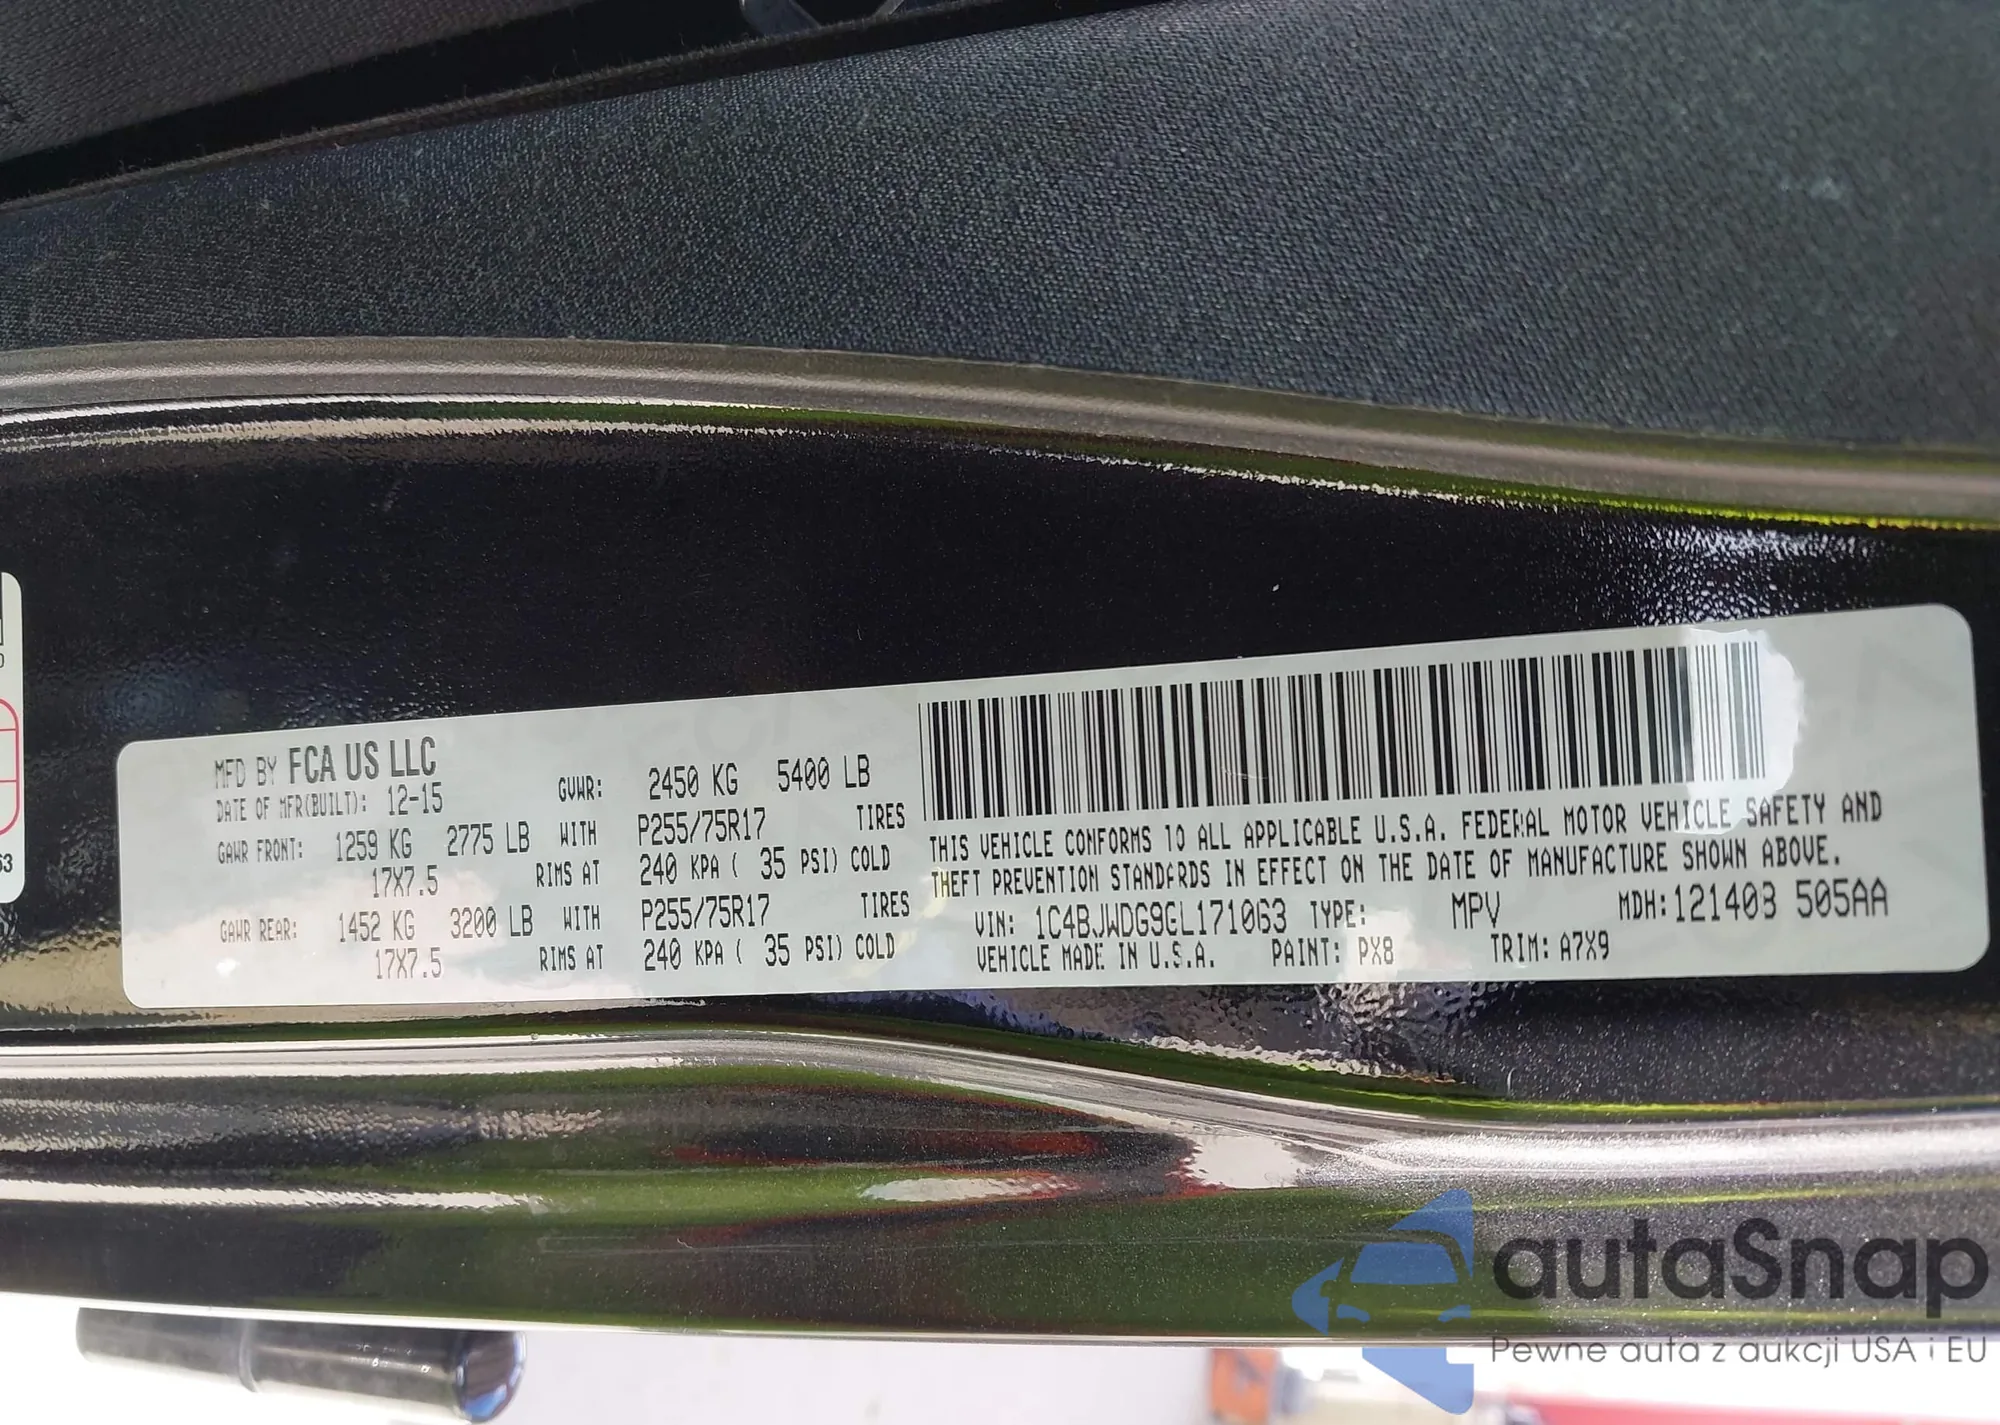 MFD BY FCA US LLC
DATE OF MFR(BUILT): 12-15 GVWR: 2450 KG 5400 LB
GAWR FRONT: 1259 KG 2775 LB WITH P255/75R17 TIRES
17X7.5 RIMS AT 240 KPA ( 35 PSI) COLD
GAWR REAR: 1452 KG 3200 LB WITH P255/75R17 TIRES
17X7.5 RIMS AT 240 KPA ( 35 PSI) COLD
THIS VEHICLE CONFORMS TO ALL APPLICABLE U.S.A. FEDERAL MOTOR VEHICLE SAFETY AND
THEFT PREVENTION STANDARDS IN EFFECT ON THE DATE OF MANUFACTURE SHOWN ABOVE.
VIN: 1C4BJWDG9GL171063 TYPE: MPV MDH: 121403 505AA
VEHICLE MADE IN U.S.A. PAINT: PX8 TRIM: A7X9
63
autaSnap
Pewne auta z aukcji USA i EU